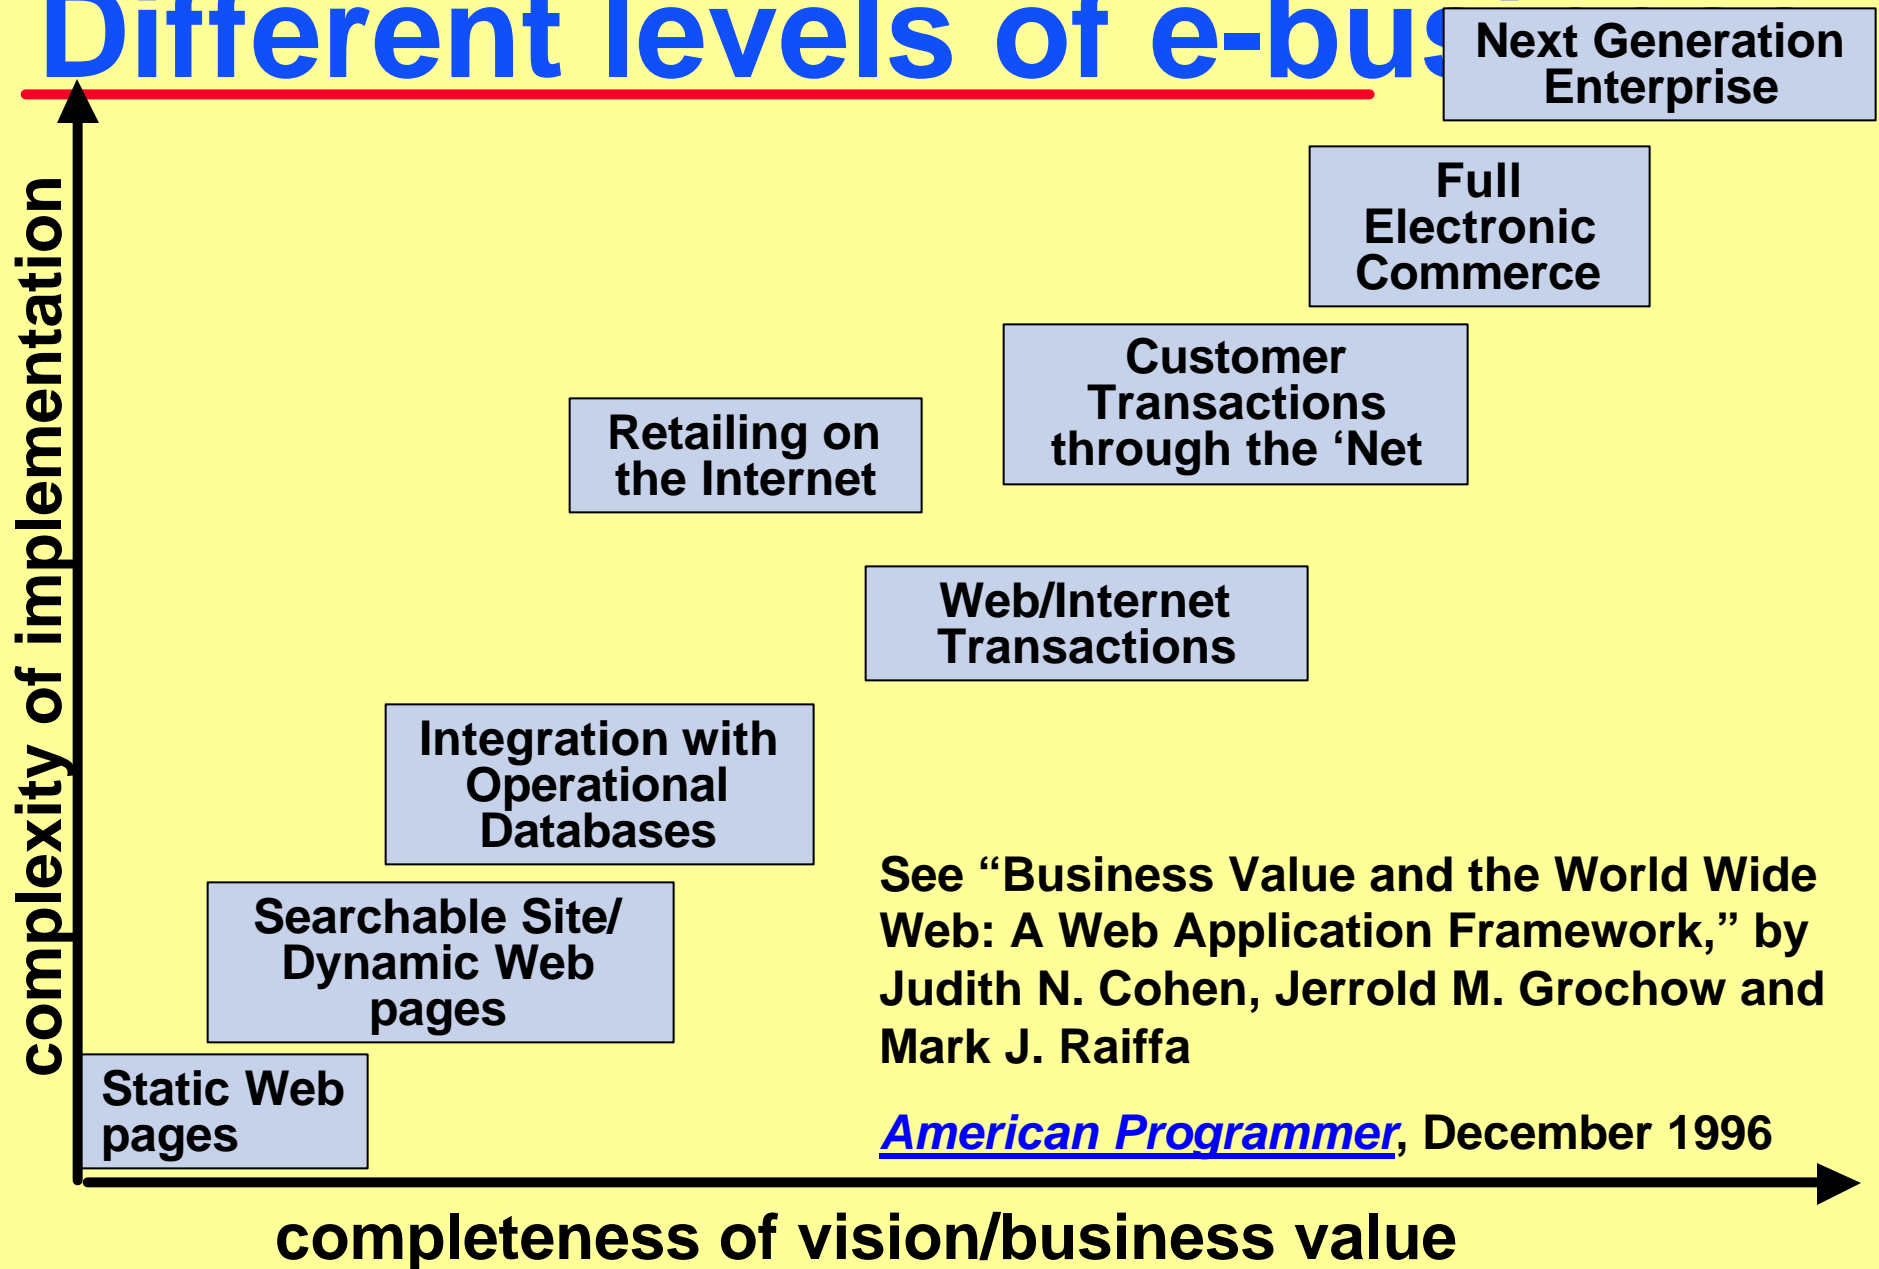 Different levels of
Next Generation
Enterprise
Full
Electronic
Commerce
Customer
Transactions
through the ‘Net
Retailing on
the Internet
Web/Internet
Transactions
Integration with
Operational
Databases
Searchable Site/
Dynamic Web
pages
Static Web
pages
See “Business Value and the World Wide
Web: A Web Application Framework,” by
Judith N. Cohen, Jerrold M. Grochow and
Mark J. Raiffa
American Programmer, December 1996
complexity of implementation
completeness of vision/business value